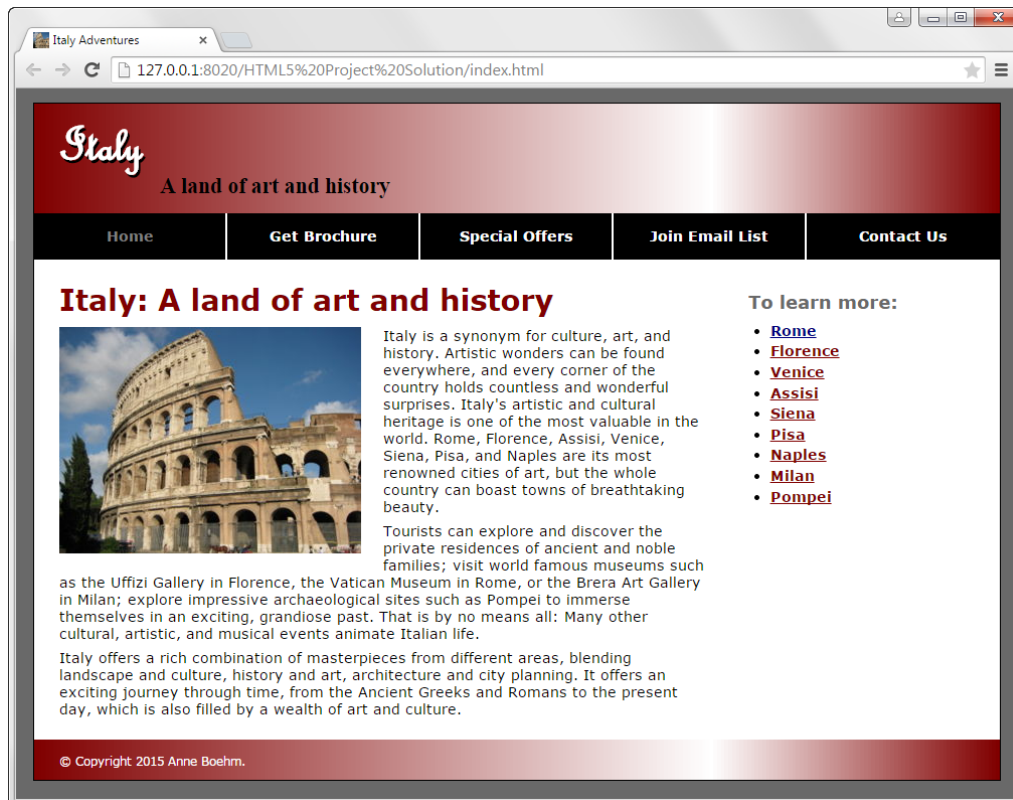 Italy Adventures
127.0.0.1:8020/HTML5%20Project%20Solution/index.html
Italy
A land of art and history
Home
Get Brochure
Special Offers
Join Email List
Contact Us
Italy: A land of art and history
Italy is a synonym for culture, art, and
history. Artistic wonders can be found
everywhere, and every corner of the
country holds countless and wonderful
surprises. Italy's artistic and cultural
heritage is one of the most valuable in the
world. Rome, Florence, Assisi, Venice,
Siena, Pisa, and Naples are its most
renowned cities of art, but the whole
country can boast towns of breathtaking
beauty.
Tourists can explore and discover the
private residences of ancient and noble
families; visit world famous museums such
as the Uffizi Gallery in Florence, the Vatican Museum in Rome, or the Brera Art Gallery
in Milan; explore impressive archaeological sites such as Pompei to immerse
themselves in an exciting, grandiose past. That is by no means all: Many other
cultural, artistic, and musical events animate Italian life.
Italy offers a rich combination of masterpieces from different areas, blending
landscape and culture, history and art, architecture and city planning. It offers an
exciting journey through time, from the Ancient Greeks and Romans to the present
day, which is also filled by a wealth of art and culture.
To learn more:
• Rome
• Florence
• Venice
• Assisi
• Siena
• Pisa
• Naples
• Milan
• Pompei
© Copyright 2015 Anne Boehm.